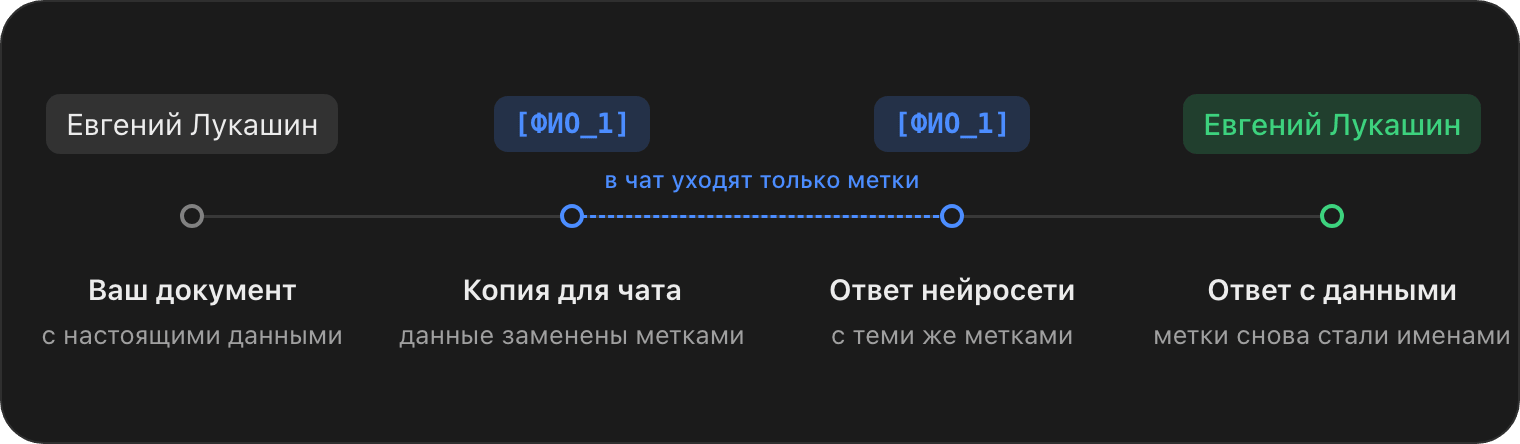 Евгений Лукашин
[ФИО_1]
[ФИО_1]
Евгений Лукашин
в чат уходят только метки
Ваш документ
с настоящими данными
Копия для чата
данные заменены метками
Ответ нейросети
с теми же метками
Ответ с данными
метки снова стали именами